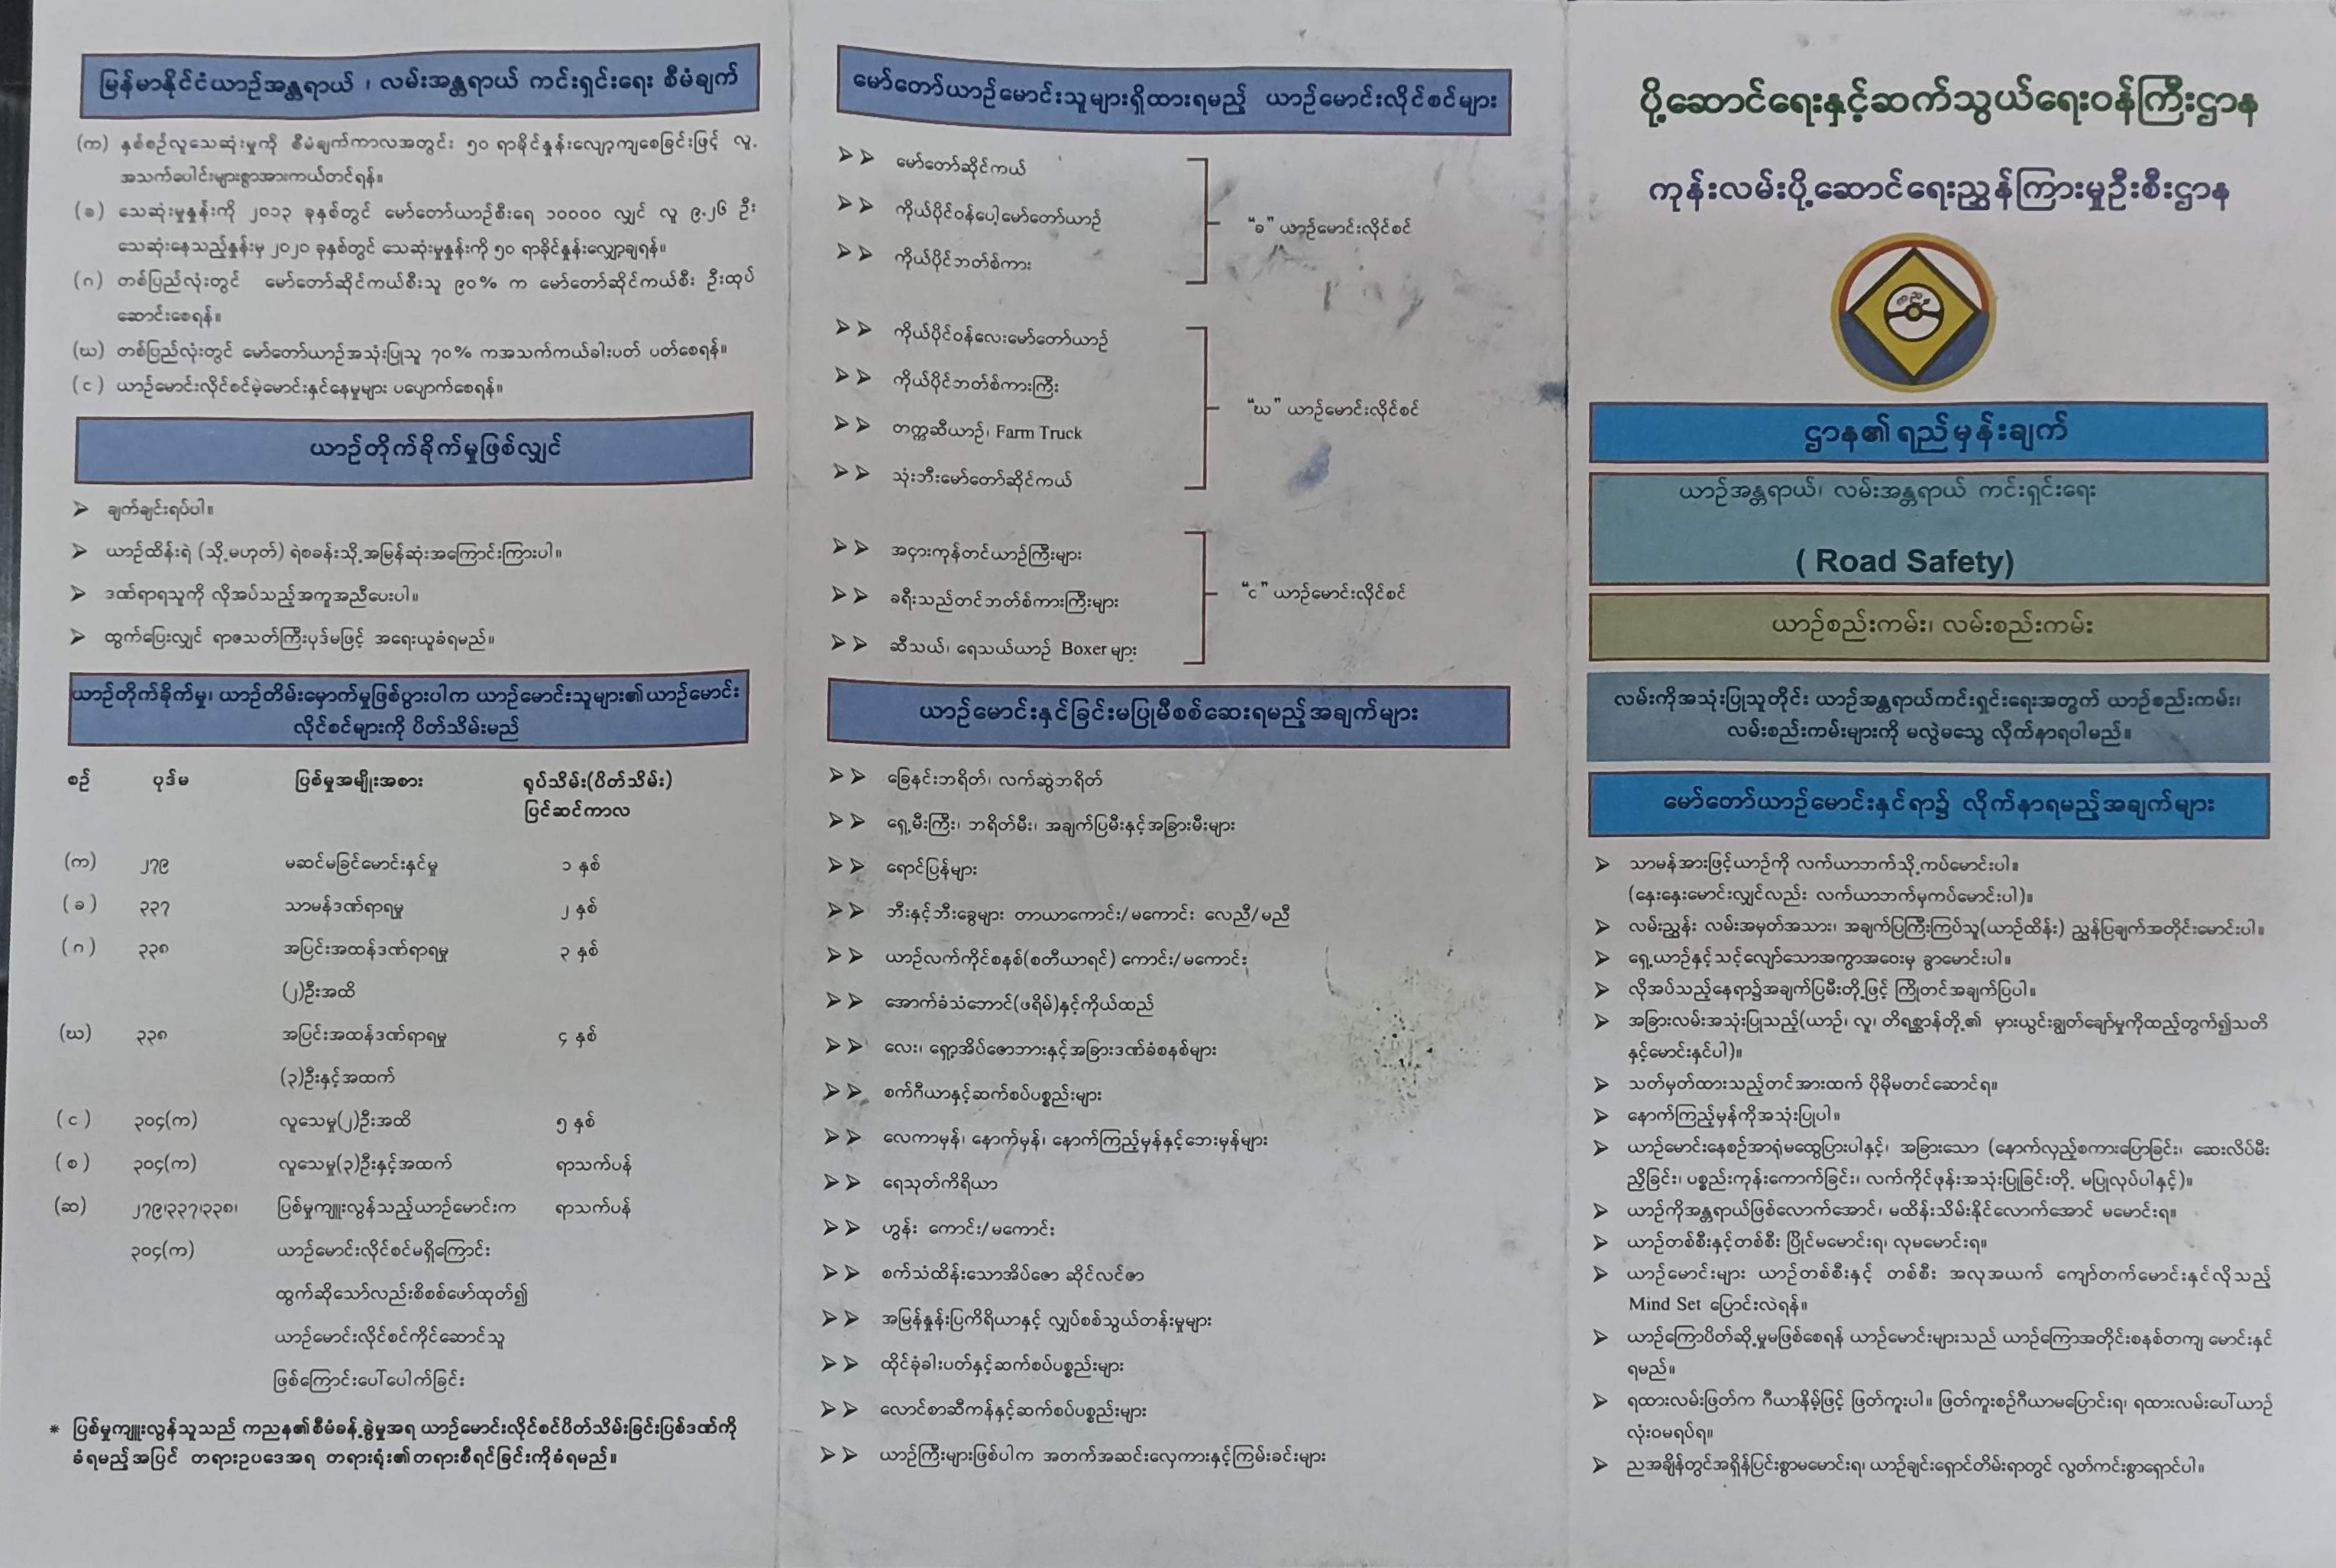 မြန်မာနိုင်ငံယာဉ်အန္တရာယ် ၊ လမ်းအန္တရာယ် ကင်းရှင်းရေး စီမံချက်
(က) နှစ်စဉ်လူသေဆုံးမှုကို စီမံချက်ကာလအတွင်း ၅၀ ရာခိုင်နှုန်းလျော့ကျစေခြင်းဖြင့် လူ့
အသက်ပေါင်းများစွာအားကယ်တင်ရန်။
(ခ) သေဆုံးမှုနှုန်းကို ၂၀၁၃ ခုနှစ်တွင် မော်တော်ယာဉ်စီးရေ ၁၀၀၀၀ လျှင် လူ ၉.၂၆ ဦး
သေဆုံးနေသည့်နှုန်းမှ ၂၀၂၀ ခုနှစ်တွင် သေဆုံးမှုနှုန်းကို ၅၀ ရာခိုင်နှုန်းလျှော့ချရန်။
(ဂ) တစ်ပြည်လုံးတွင် မော်တော်ဆိုင်ကယ်စီးသူ ၉၀% က မော်တော်ဆိုင်ကယ်စီး ဦးထုပ်
ဆောင်းစေရန်။
(ဃ) တစ်ပြည်လုံးတွင် မော်တော်ယာဉ်အသုံးပြုသူ ၇၀% ကအသက်ကယ်ခါးပတ် ပတ်စေရန်။
(င) ယာဉ်မောင်းလိုင်စင်မဲ့မောင်းနှင်နေမှုများ ပပျောက်စေရန်။
ယာဉ်တိုက်ခိုက်မှုဖြစ်လျှင်
➢ ချက်ချင်းရပ်ပါ။
➢ ယာဉ်ထိန်းရဲ (သို့မဟုတ်) ရဲစခန်းသို့အမြန်ဆုံးအကြောင်းကြားပါ။
➢ ဒဏ်ရာရသူကို လိုအပ်သည့်အကူအညီပေးပါ။
➢ ထွက်ပြေးလျှင် ရာဇသတ်ကြီးပုဒ်မဖြင့် အရေးယူခံရမည်။
ယာဉ်တိုက်ခိုက်မှု၊ ယာဉ်တိမ်းမှောက်မှုဖြစ်ပွားပါက ယာဉ်မောင်းသူများ၏ယာဉ်မောင်း
လိုင်စင်များကို ပိတ်သိမ်းမည်
စဉ် ပုဒ်မ ပြစ်မှုအမျိုးအစား ရုပ်သိမ်း(ပိတ်သိမ်း)
ပြင်ဆင်ကာလ
(က) ၂၇၉ မဆင်မခြင်မောင်းနှင်မှု ၁ နှစ်
(ခ) ၃၃၇ သာမန်ဒဏ်ရာရမှု ၂ နှစ်
(ဂ) ၃၃၈ အပြင်းအထန်ဒဏ်ရာရမှု ၃ နှစ်
(၂)ဦးအထိ
(ဃ) ၃၃၈ အပြင်းအထန်ဒဏ်ရာရမှု ၄ နှစ်
(၃)ဦးနှင့်အထက်
(င) ၃၀၄(က) လူသေမှု(၂)ဦးအထိ ၅ နှစ်
(စ) ၃၀၄(က) လူသေမှု(၃)ဦးနှင့်အထက် ရာသက်ပန်
(ဆ) ၂၇၉၊၃၃၇၊၃၃၈၊ ပြစ်မှုကျူးလွန်သည့်ယာဉ်မောင်းက ရာသက်ပန်
၃၀၄(က) ယာဉ်မောင်းလိုင်စင်မရှိကြောင်း
ထွက်ဆိုသော်လည်းစိစစ်ဖော်ထုတ်၍
ယာဉ်မောင်းလိုင်စင်ကိုင်ဆောင်သူ
ဖြစ်ကြောင်းပေါ်ပေါက်ခြင်း
* ပြစ်မှုကျူးလွန်သူသည် ကညန၏စီမံခန့်ခွဲမှုအရ ယာဉ်မောင်းလိုင်စင်ပိတ်သိမ်းခြင်းပြစ်ဒဏ်ကို
ခံရမည့်အပြင် တရားဥပဒေအရ တရားရုံး၏တရားစီရင်ခြင်းကိုခံရမည်။
မော်တော်ယာဉ်မောင်းသူများရှိထားရမည့် ယာဉ်မောင်းလိုင်စင်များ
➢➢ မော်တော်ဆိုင်ကယ်
➢➢ ကိုယ်ပိုင်ဝန်ပေါ့မော်တော်ယာဉ်
“ခ” ယာဉ်မောင်းလိုင်စင်
➢➢ ကိုယ်ပိုင်ဘတ်စ်ကား
➢➢ ကိုယ်ပိုင်ဝန်လေးမော်တော်ယာဉ်
➢➢ ကိုယ်ပိုင်ဘတ်စ်ကားကြီး
“ဃ” ယာဉ်မောင်းလိုင်စင်
➢➢ တက္ကဆီယာဉ်၊ Farm Truck
➢➢ သုံးဘီးမော်တော်ဆိုင်ကယ်
➢➢ အငှားကုန်တင်ယာဉ်ကြီးများ
➢➢ ခရီးသည်တင်ဘတ်စ်ကားကြီးများ
“င” ယာဉ်မောင်းလိုင်စင်
➢➢ ဆီသယ်၊ ရေသယ်ယာဉ် Boxer များ
ယာဉ်မောင်းနှင်ခြင်းမပြုမီစစ်ဆေးရမည့်အချက်များ
➢➢ ခြေနင်းဘရိတ်၊ လက်ဆွဲဘရိတ်
➢➢ ရှေ့မီးကြီး၊ ဘရိတ်မီး၊ အချက်ပြမီးနှင့်အခြားမီးများ
➢➢ ရောင်ပြန်များ
➢➢ ဘီးနှင့်ဘီးခွေများ တာယာကောင်း/မကောင်း လေညီ/မညီ
➢➢ ယာဉ်လက်ကိုင်စနစ်(စတီယာရင်) ကောင်း/မကောင်း
➢➢ အောက်ခံသံဘောင်(ဖရိမ်)နှင့်ကိုယ်ထည်
➢➢ လေး၊ ရှော့အိပ်ဇောဘားနှင့်အခြားဒဏ်ခံစနစ်များ
➢➢ စက်ဂီယာနှင့်ဆက်စပ်ပစ္စည်းများ
➢➢ လေကာမှန်၊ နောက်မှန်၊ နောက်ကြည့်မှန်နှင့်ဘေးမှန်များ
➢➢ ရေသုတ်ကိရိယာ
➢➢ ဟွန်း ကောင်း/မကောင်း
➢➢ စက်သံထိန်းသောအိပ်ဇော ဆိုင်လင်ဇာ
➢➢ အမြန်နှုန်းပြကိရိယာနှင့် လျှပ်စစ်သွယ်တန်းမှုများ
➢➢ ထိုင်ခုံခါးပတ်နှင့်ဆက်စပ်ပစ္စည်းများ
➢➢ လောင်စာဆီကန်နှင့်ဆက်စပ်ပစ္စည်းများ
➢➢ ယာဉ်ကြီးများဖြစ်ပါက အတက်အဆင်းလှေကားနှင့်ကြမ်းခင်းများ
ပို့ဆောင်ရေးနှင့်ဆက်သွယ်ရေးဝန်ကြီးဌာန
ကုန်းလမ်းပို့ဆောင်ရေးညွှန်ကြားမှုဦးစီးဌာန
ကညန
ဌာန၏ရည်မှန်းချက်
ယာဉ်အန္တရာယ်၊ လမ်းအန္တရာယ် ကင်းရှင်းရေး
( Road Safety)
ယာဉ်စည်းကမ်း၊ လမ်းစည်းကမ်း
လမ်းကိုအသုံးပြုသူတိုင်း ယာဉ်အန္တရာယ်ကင်းရှင်းရေးအတွက် ယာဉ်စည်းကမ်း၊
လမ်းစည်းကမ်းများကို မလွဲမသွေ လိုက်နာရပါမည်။
မော်တော်ယာဉ်မောင်းနှင်ရာ၌ လိုက်နာရမည့်အချက်များ
➢ သာမန်အားဖြင့်ယာဉ်ကို လက်ယာဘက်သို့ကပ်မောင်းပါ။
(နှေးနှေးမောင်းလျှင်လည်း လက်ယာဘက်မှကပ်မောင်းပါ)။
➢ လမ်းညွှန်း လမ်းအမှတ်အသား၊ အချက်ပြကြီးကြပ်သူ(ယာဉ်ထိန်း) ညွှန်ပြချက်အတိုင်းမောင်းပါ။
➢ ရှေ့ယာဉ်နှင့်သင့်လျော်သောအကွာအဝေးမှ ခွာမောင်းပါ။
➢ လိုအပ်သည့်နေရာ၌အချက်ပြမီးတို့ဖြင့် ကြိုတင်အချက်ပြပါ။
➢ အခြားလမ်းအသုံးပြုသည့်(ယာဉ်၊ လူ၊ တိရစ္ဆာန်တို့၏ မှားယွင်းချွတ်ချော်မှုကိုထည့်တွက်၍သတိ
နှင့်မောင်းနှင်ပါ)။
➢ သတ်မှတ်ထားသည့်တင်အားထက် ပိုမိုမတင်ဆောင်ရ။
➢ နောက်ကြည့်မှန်ကိုအသုံးပြုပါ။
➢ ယာဉ်မောင်းနေစဉ်အာရုံမထွေပြားပါနှင့်၊ အခြားသော (နောက်လှည့်စကားပြောခြင်း၊ ဆေးလိပ်မီး
ညှိခြင်း၊ ပစ္စည်းကုန်းကောက်ခြင်း၊ လက်ကိုင်ဖုန်းအသုံးပြုခြင်းတို့ မပြုလုပ်ပါနှင့်)။
➢ ယာဉ်ကိုအန္တရာယ်ဖြစ်လောက်အောင်၊ မထိန်းသိမ်းနိုင်လောက်အောင် မမောင်းရ။
➢ ယာဉ်တစ်စီးနှင့်တစ်စီး ပြိုင်မမောင်းရ၊ လုမမောင်းရ။
➢ ယာဉ်မောင်းများ ယာဉ်တစ်စီးနှင့် တစ်စီး အလုအယက် ကျော်တက်မောင်းနှင်လိုသည့်
Mind Set ပြောင်းလဲရန်။
➢ ယာဉ်ကြောပိတ်ဆို့မှုမဖြစ်စေရန် ယာဉ်မောင်းများသည် ယာဉ်ကြောအတိုင်းစနစ်တကျ မောင်းနှင်
ရမည်။
➢ ရထားလမ်းဖြတ်က ဂီယာနိမ့်ဖြင့် ဖြတ်ကူးပါ။ ဖြတ်ကူးစဉ်ဂီယာမပြောင်းရ၊ ရထားလမ်းပေါ်ယာဉ်
လုံးဝမရပ်ရ။
➢ ညအချိန်တွင်အရှိန်ပြင်းစွာမမောင်းရ၊ ယာဉ်ချင်းရှောင်တိမ်းရာတွင် လွတ်ကင်းစွာရှောင်ပါ။